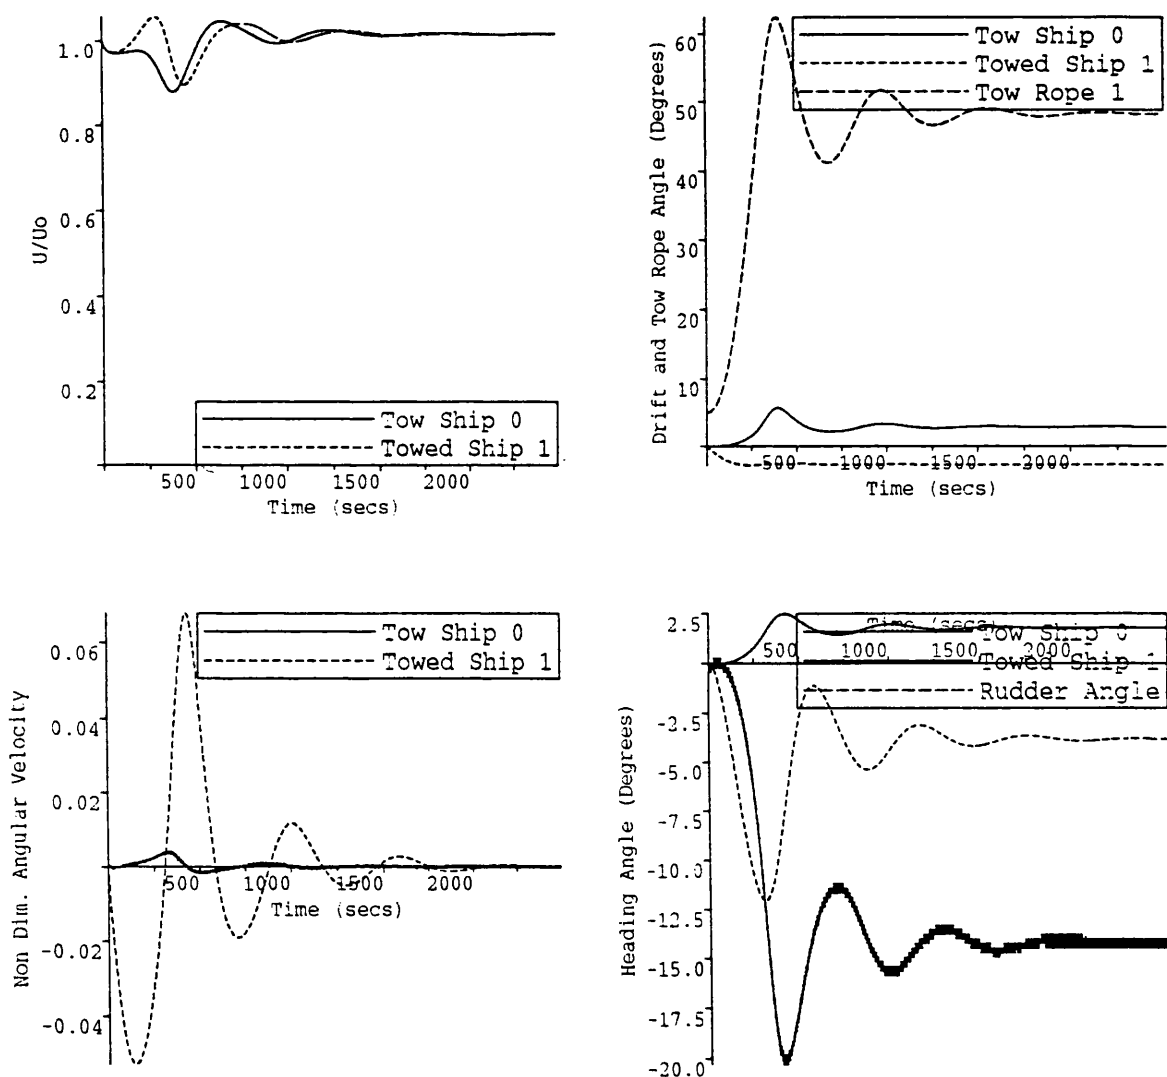 1.0
0.8
0.6
0.4
0.2
U/Uo
Tow Ship 0
Towed Ship 1
500 1000 1500 2000
Time (secs)
60
50
40
30
20
10
Drift and Tow Rope Angle (Degrees)
Tow Ship 0
Towed Ship 1
Tow Rope 1
500 1000 1500 2000
Time (secs)
0.06
0.04
0.02
-0.02
-0.04
Non Dim. Angular Velocity
Tow Ship 0
Towed Ship 1
500 1000 1500 2000
Time (secs)
2.5
-2.5
-5.0
-7.5
-10.0
-12.5
-15.0
-17.5
-20.0
Heading Angle (Degrees)
Time (secs)
Tow Ship 0
500 1000 1500 2000
Towed Ship 1
Rudder Angle